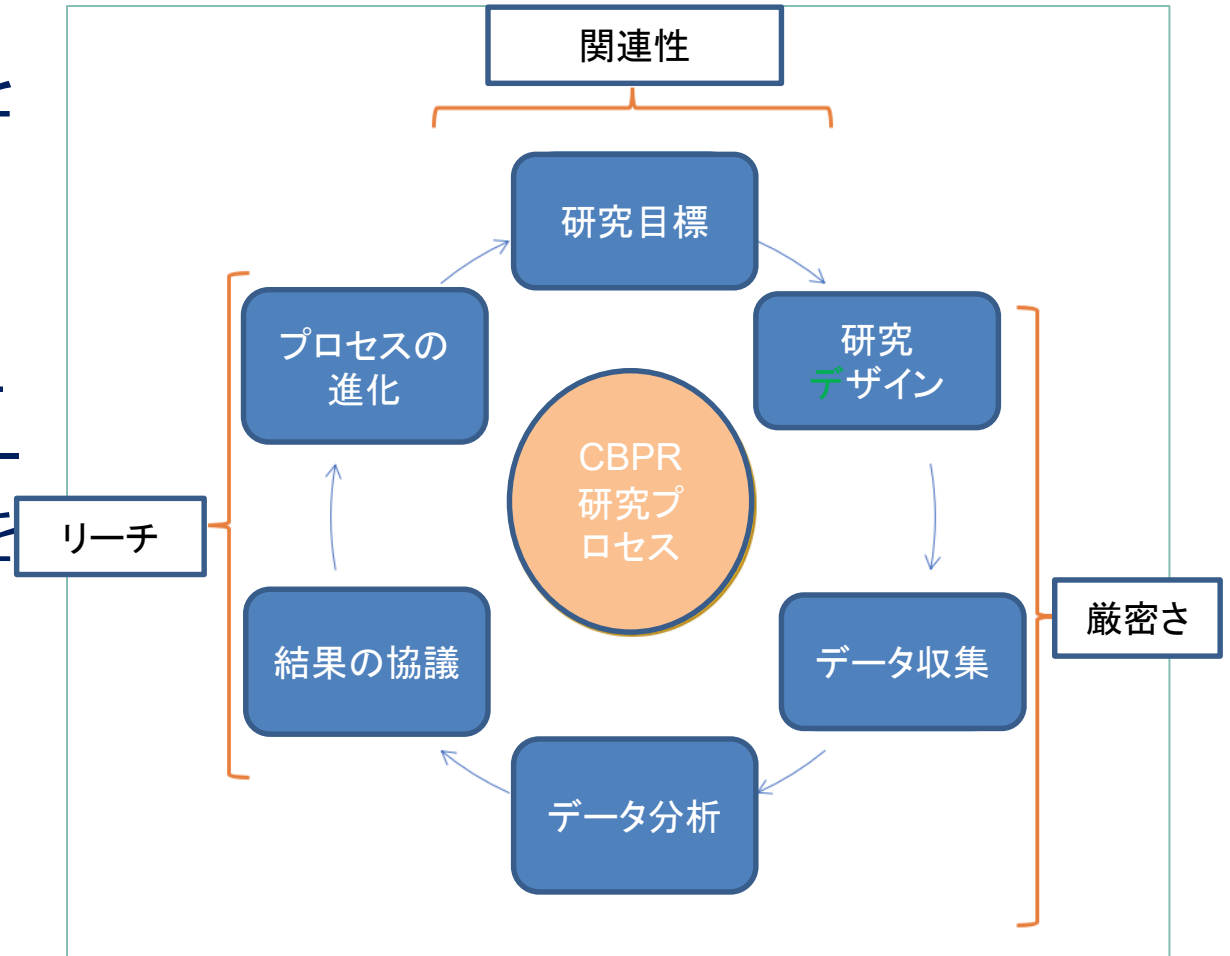 関連性
研究目標
研究
デザイン
データ収集
データ分析
結果の協議
プロセスの
進化
CBPR
研究プ
ロセス
リーチ
厳密さ
を